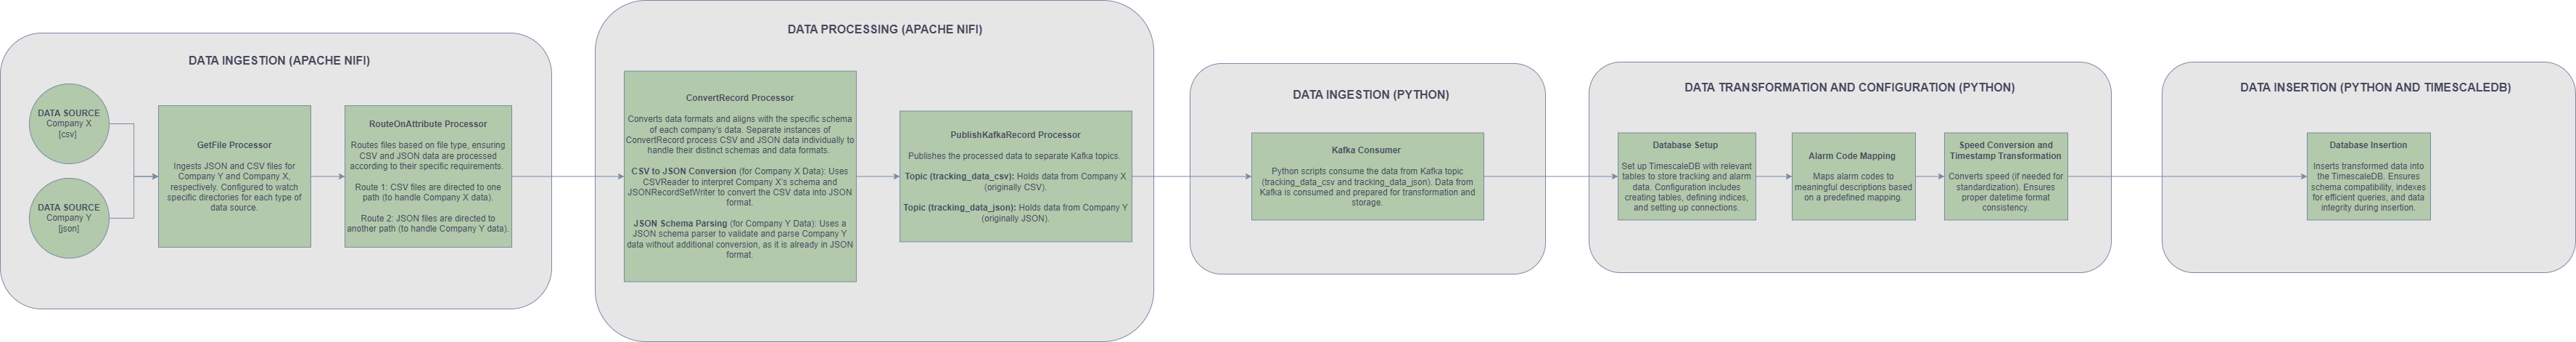 DATA INGESTION (APACHE NIFI)
DATA SOURCE
Company X
[csv]
DATA SOURCE
Company Y
[json]
GetFile Processor
Ingests JSON and CSV files for
Company Y and Company X,
respectively. Configured to watch
specific directories for each type of
data source.
RouteOnAttribute Processor
Routes files based on file type, ensuring
CSV and JSON data are processed
according to their specific requirements.
Route 1: CSV files are directed to one
path (to handle Company X data).
Route 2: JSON files are directed to
another path (to handle Company Y data).
DATA PROCESSING (APACHE NIFI)
ConvertRecord Processor
Converts data formats and aligns with the specific schema
of each company's data. Separate instances of
ConvertRecord process CSV and JSON data individually to
handle their distinct schemas and data formats.
CSV to JSON Conversion (for Company X Data): Uses
CSVReader to interpret Company X's schema and
JSONRecordSetWriter to convert the CSV data into JSON
format.
JSON Schema Parsing (for Company Y Data): Uses a
JSON schema parser to validate and parse Company Y
data without additional conversion, as it is already in JSON
format.
PublishKafkaRecord Processor
Publishes the processed data to separate Kafka topics.
Topic (tracking_data_csv): Holds data from Company X
(originally CSV).
Topic (tracking_data_json): Holds data from Company Y
(originally JSON).
DATA INGESTION (PYTHON)
Kafka Consumer
Python scripts consume the data from Kafka topic
(tracking_data_csv and tracking_data_json). Data from
Kafka is consumed and prepared for transformation and
storage.
DATA TRANSFORMATION AND CONFIGURATION (PYTHON)
Database Setup
Set up TimescaleDB with relevant
tables to store tracking and alarm
data. Configuration includes
creating tables, defining indices,
and setting up connections.
Alarm Code Mapping
Maps alarm codes to
meaningful descriptions based
on a predefined mapping.
Speed Conversion and
Timestamp Transformation
Converts speed (if needed for
standardization). Ensures
proper datetime format
consistency.
DATA INSERTION (PYTHON AND TIMESCALEDB)
Database Insertion
Inserts transformed data into
the TimescaleDB. Ensures
schema compatibility, indexes
for efficient queries, and data
integrity during insertion.